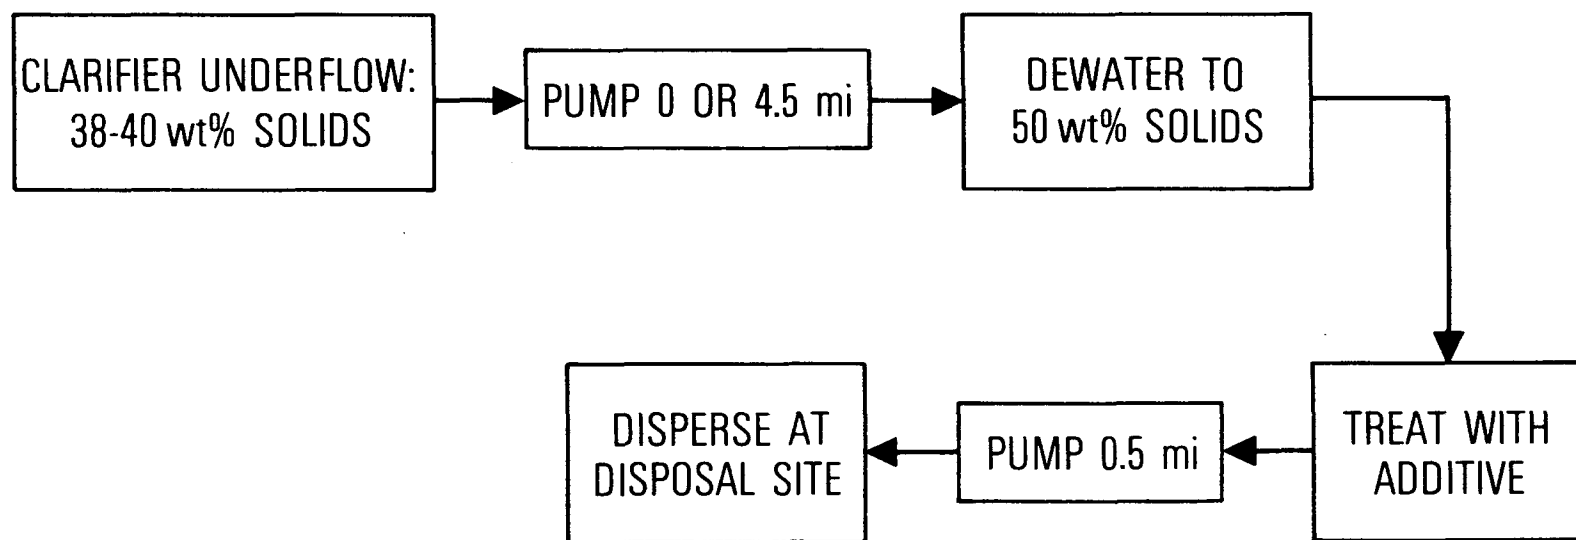 CLARIFIER UNDERFLOW:
38-40 wt% SOLIDS
PUMP 0 OR 4.5 mi
DEWATER TO
50 wt% SOLIDS
TREAT WITH
ADDITIVE
PUMP 0.5 mi
DISPERSE AT
DISPOSAL SITE